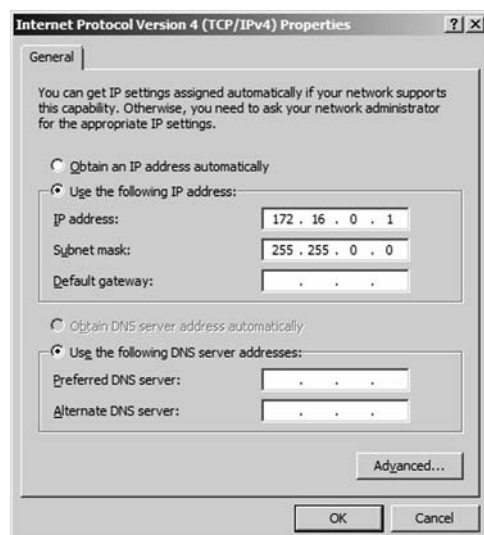 Internet Protocol Version 4 (TCP/IPv4) Properties
General
You can get IP settings assigned automatically if your network supports
this capability. Otherwise, you need to ask your network administrator
for the appropriate IP settings.
Obtain an IP address automatically
Use the following IP address:
IP address: 172 . 16 . 0 . 1
Subnet mask: 255 . 255 . 0 . 0
Default gateway: . . .
Obtain DNS server address automatically
Use the following DNS server addresses:
Preferred DNS server: . . .
Alternate DNS server: . . .
Advanced...
OK Cancel